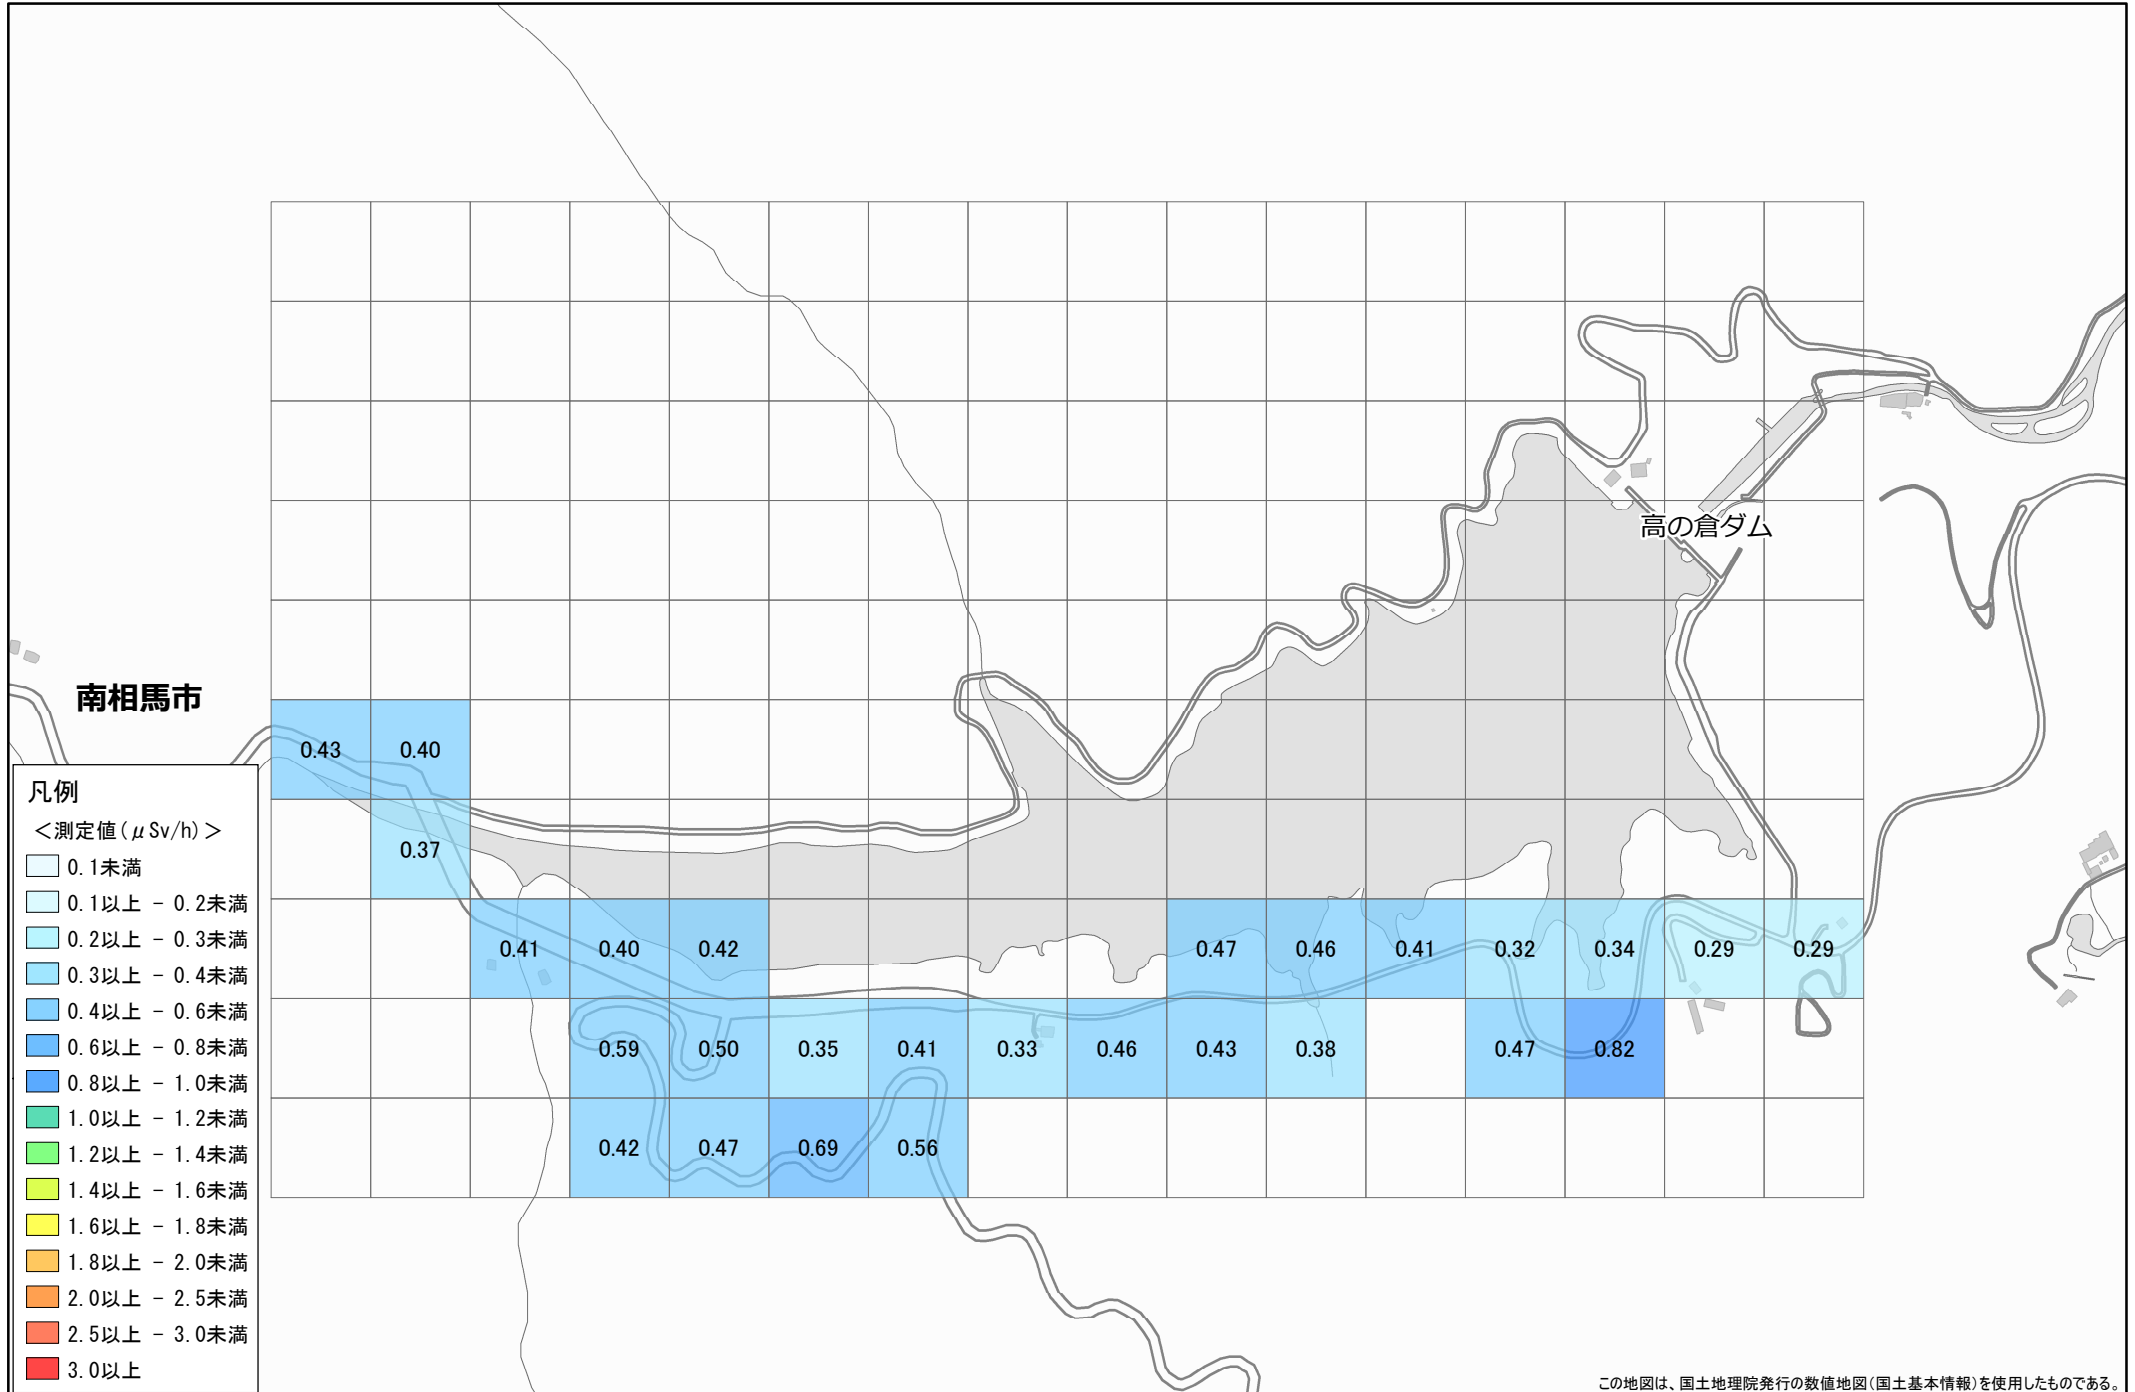 高の倉ダム
南相馬市
0.43 0.40
0.37
0.41 0.40 0.42 0.47 0.46 0.41 0.32 0.34 0.29 0.29
0.59 0.50 0.35 0.41 0.33 0.46 0.43 0.38 0.47 0.82
0.42 0.47 0.69 0.56
凡例
＜測定値(μSv/h)＞
0.1未満
0.1以上 － 0.2未満
0.2以上 － 0.3未満
0.3以上 － 0.4未満
0.4以上 － 0.6未満
0.6以上 － 0.8未満
0.8以上 － 1.0未満
1.0以上 － 1.2未満
1.2以上 － 1.4未満
1.4以上 － 1.6未満
1.6以上 － 1.8未満
1.8以上 － 2.0未満
2.0以上 － 2.5未満
2.5以上 － 3.0未満
3.0以上
この地図は、国土地理院発行の数値地図(国土基本情報)を使用したものである。